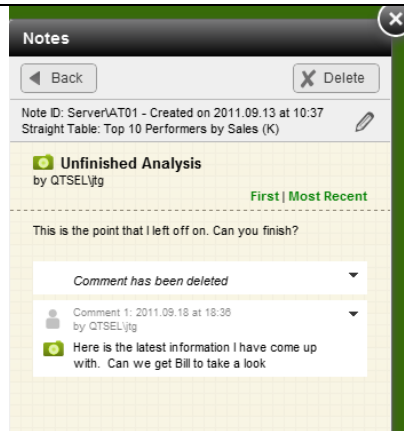 Notes
Back
Delete
Note ID: Server\AT01 - Created on 2011.09.13 at 10:37
Straight Table: Top 10 Performers by Sales (K)
Unfinished Analysis
by QTSEL\jtg
First | Most Recent
This is the point that I left off on. Can you finish?
Comment has been deleted
Comment 1: 2011.09.18 at 18:36
by QTSEL\jtg
Here is the latest information I have come up
with. Can we get Bill to take a look